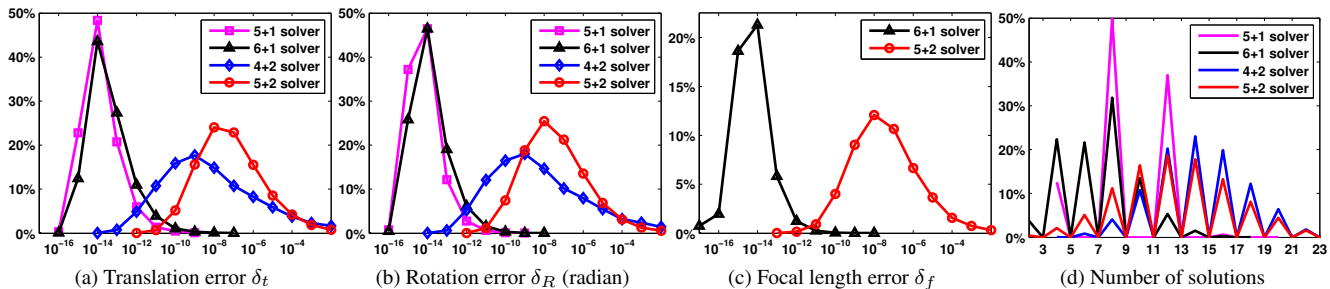 50%
40%
30%
20%
10%
0%
10⁻¹⁶ 10⁻¹⁴ 10⁻¹² 10⁻¹⁰ 10⁻⁸ 10⁻⁶ 10⁻⁴
5+1 solver
6+1 solver
4+2 solver
5+2 solver
(a) Translation error δ_t
50%
40%
30%
20%
10%
0%
10⁻¹⁶ 10⁻¹⁴ 10⁻¹² 10⁻¹⁰ 10⁻⁸ 10⁻⁶ 10⁻⁴
5+1 solver
6+1 solver
4+2 solver
5+2 solver
(b) Rotation error δ_R (radian)
20%
15%
10%
5%
0%
10⁻¹⁶ 10⁻¹⁴ 10⁻¹² 10⁻¹⁰ 10⁻⁸ 10⁻⁶ 10⁻⁴
6+1 solver
5+2 solver
(c) Focal length error δ_f
50%
40%
30%
20%
10%
0%
3 5 7 9 11 13 15 17 19 21 23
5+1 solver
6+1 solver
4+2 solver
5+2 solver
(d) Number of solutions